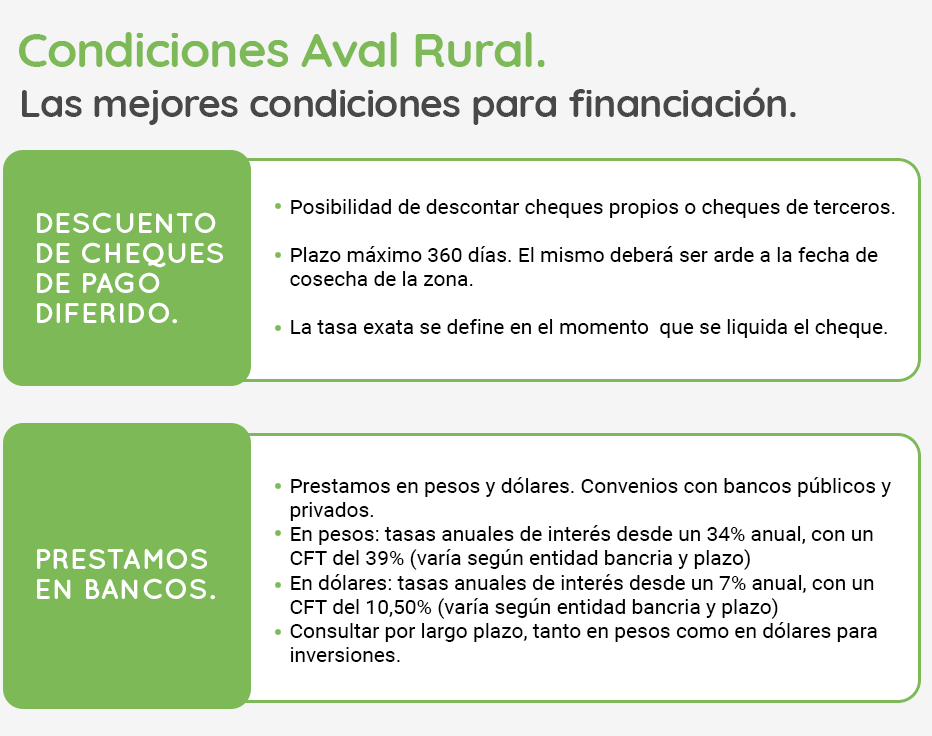 Condiciones Aval Rural.
Las mejores condiciones para financiación.
DESCUENTO
DE CHEQUES
DE PAGO
DIFERIDO.
• Posibilidad de descontar cheques propios o cheques de terceros.
• Plazo máximo 360 días. El mismo deberá ser arde a la fecha de
cosecha de la zona.
• La tasa exata se define en el momento  que se liquida el cheque.
PRESTAMOS
EN BANCOS.
• Prestamos en pesos y dólares. Convenios con bancos públicos y
privados.
• En pesos: tasas anuales de interés desde un 34% anual, con un
CFT del 39% (varía según entidad bancria y plazo)
• En dólares: tasas anuales de interés desde un 7% anual, con un
CFT del 10,50% (varía según entidad bancria y plazo)
• Consultar por largo plazo, tanto en pesos como en dólares para
inversiones.